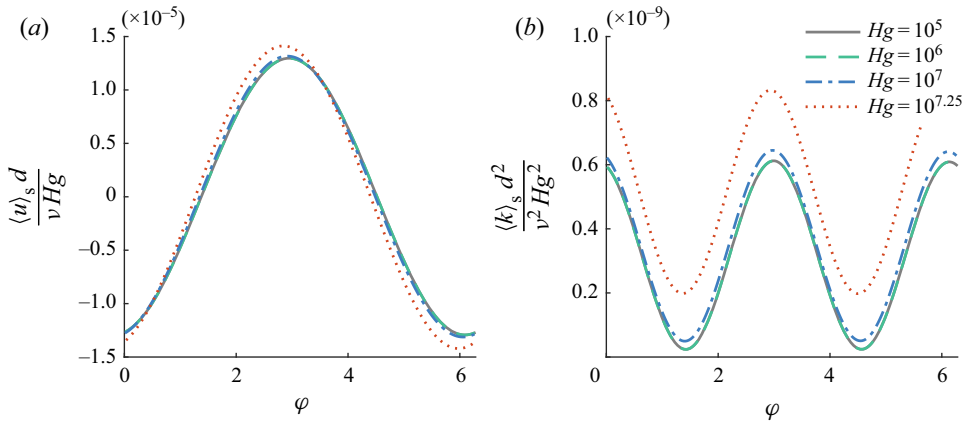 (a)
(×10⁻⁵)
1.5
1.0
0.5
0
−0.5
−1.0
−1.5
0
2
4
6
φ
⟨u⟩ₛ d
ν Hg
(b)
(×10⁻⁹)
1.0
0.8
0.6
0.4
0.2
0
2
4
6
φ
⟨k⟩ₛ d²
ν² Hg²
Hg = 10⁵
Hg = 10⁶
Hg = 10⁷
Hg = 10⁷·²⁵